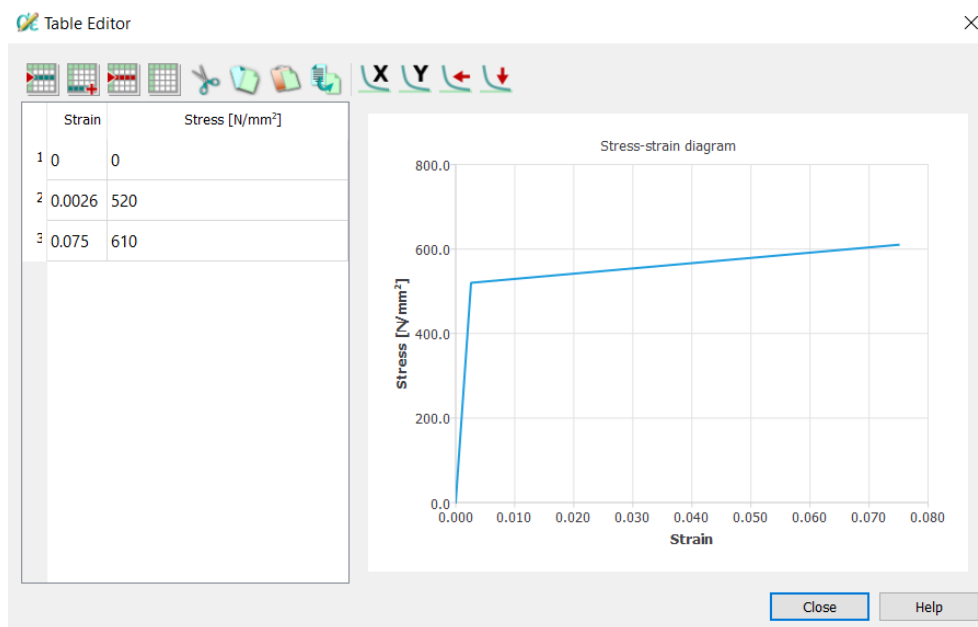 Table Editor
X Y
Strain Stress [N/mm²]
1 0 0
2 0.0026 520
3 0.075 610
Stress-strain diagram
800.0
600.0
400.0
200.0
0.0
Stress [N/mm²]
0.000 0.010 0.020 0.030 0.040 0.050 0.060 0.070 0.080
Strain
Close Help